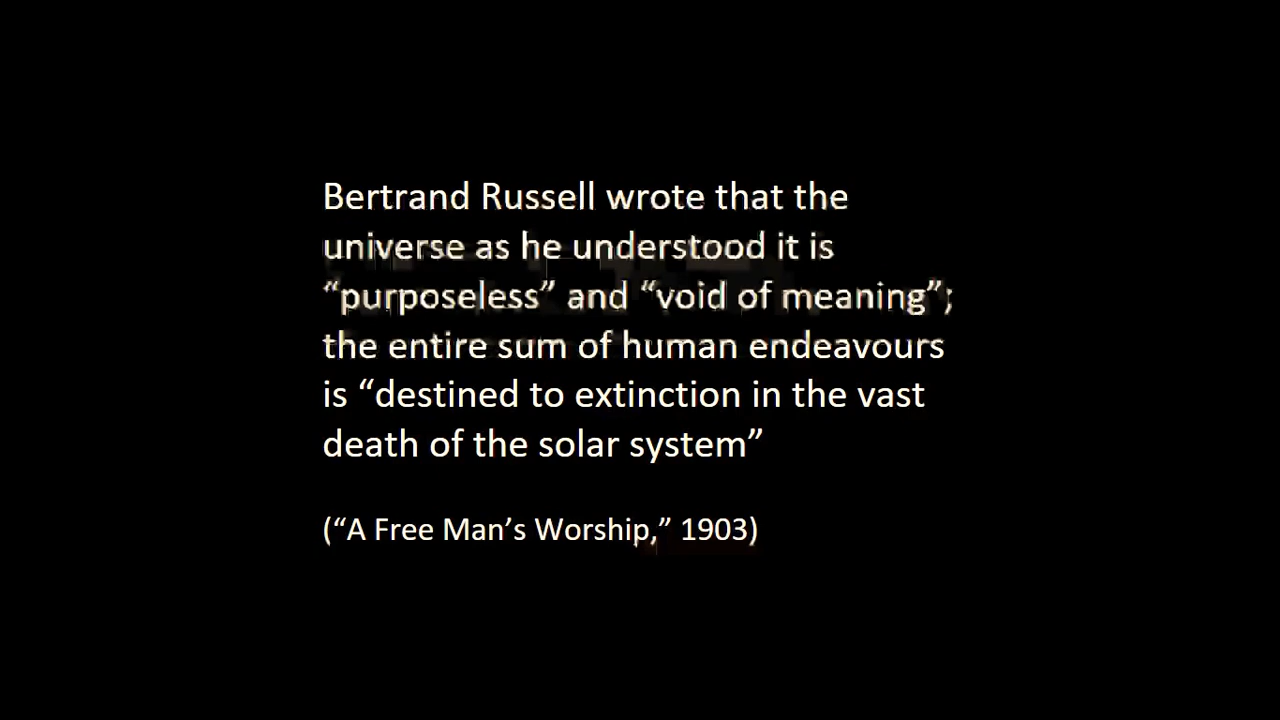 Bertrand Russell wrote that the
universe as he understood it is
“purposeless” and “void of meaning”;
the entire sum of human endeavours
is “destined to extinction in the vast
death of the solar system”
(“A Free Man’s Worship,” 1903)